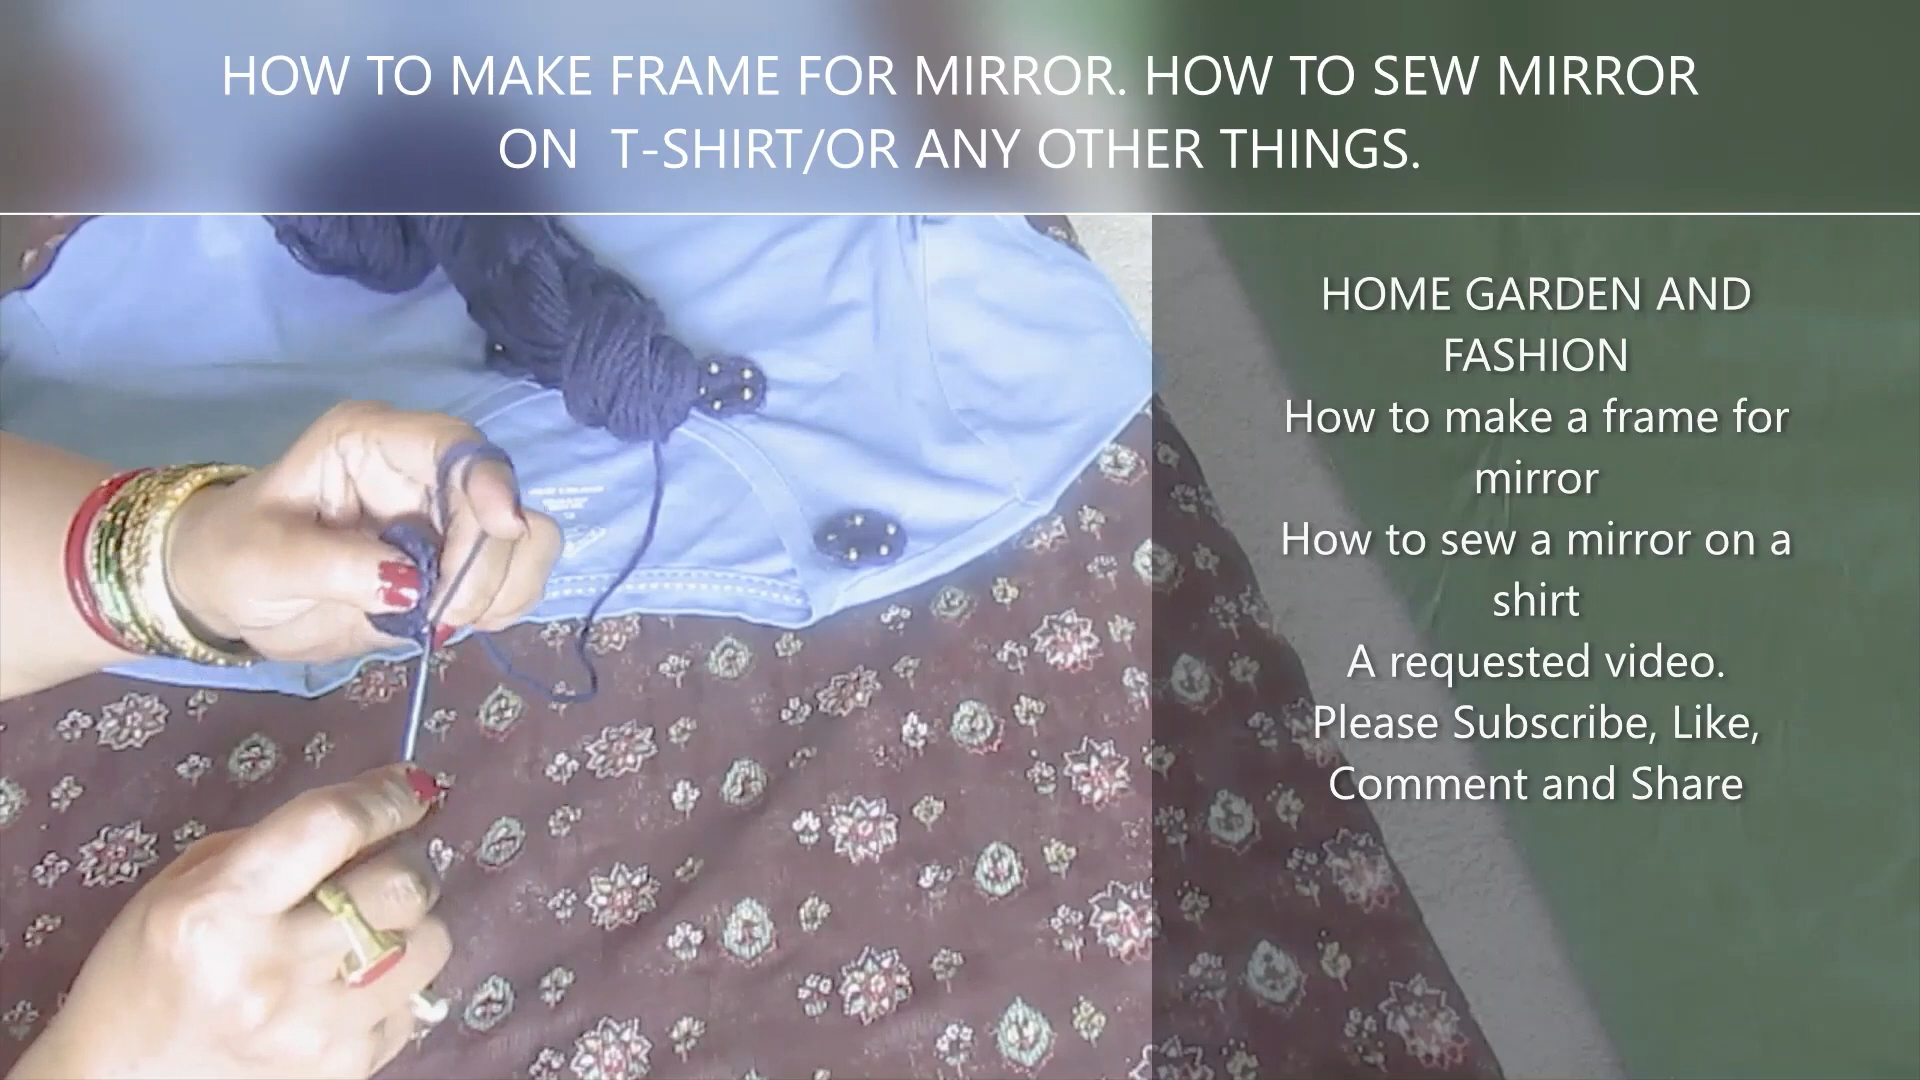 HOW TO MAKE FRAME FOR MIRROR. HOW TO SEW MIRROR
ON T-SHIRT/OR ANY OTHER THINGS.
HOME GARDEN AND
FASHION
How to make a frame for
mirror
How to sew a mirror on a
shirt
A requested video.
Please Subscribe, Like,
Comment and Share